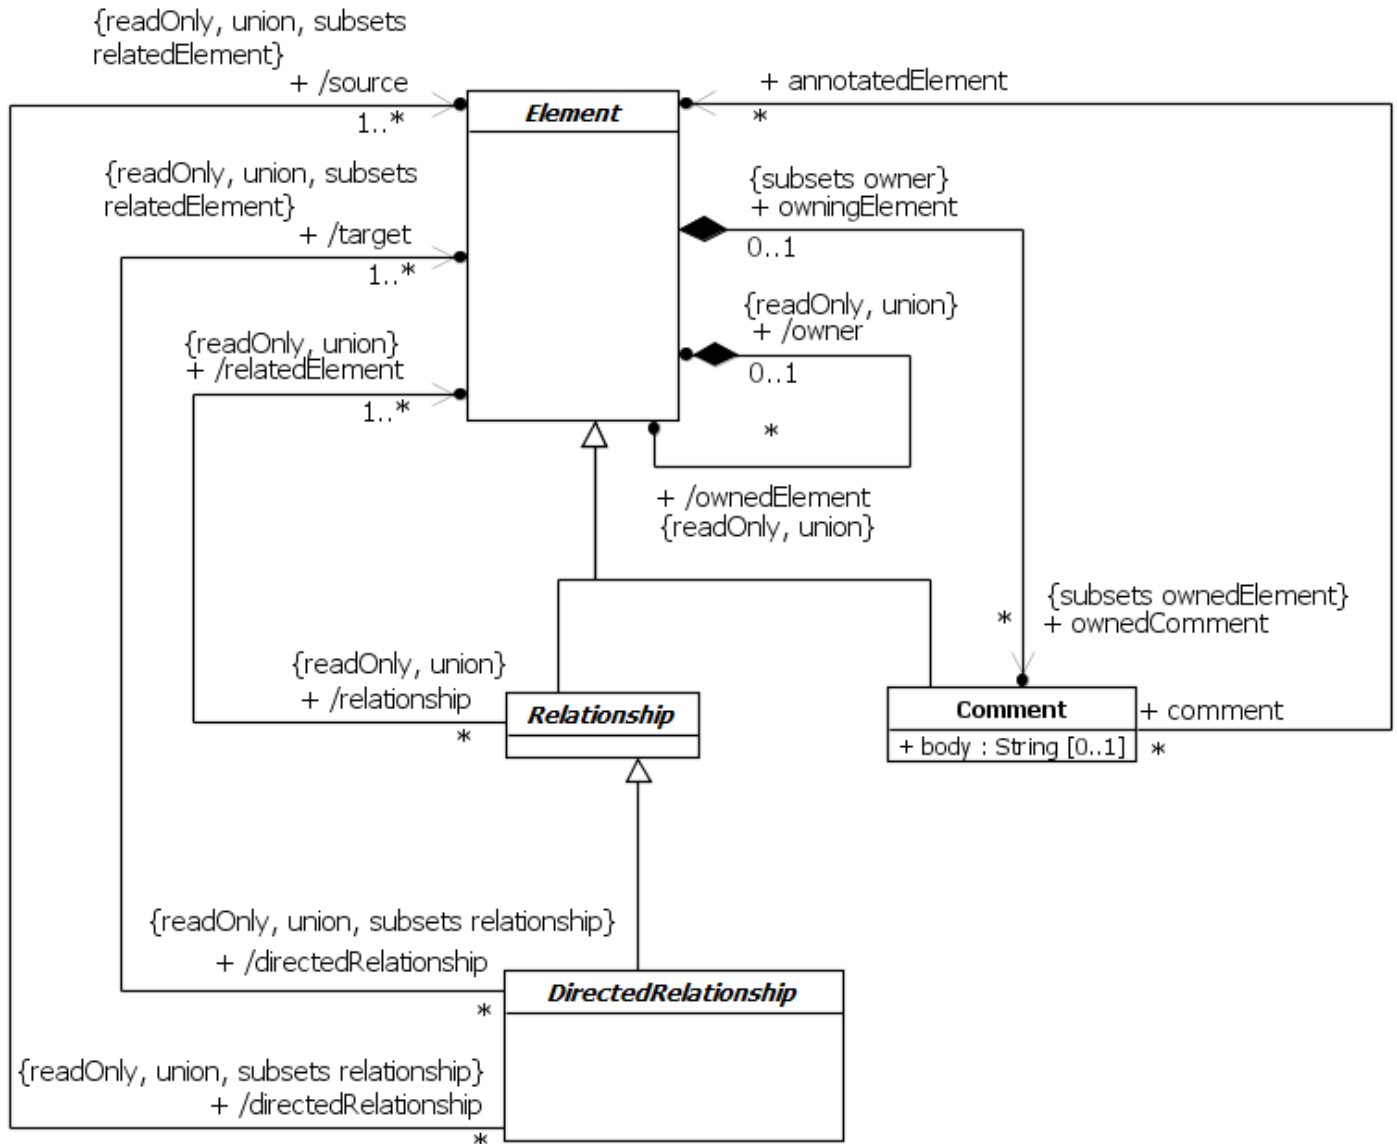 {readOnly, union, subsets
relatedElement}
+ /source
1..*
Element
+ annotatedElement
*
{readOnly, union, subsets
relatedElement}
+ /target
1..*
{subsets owner}
+ owningElement
0..1
{readOnly, union}
+ /owner
0..1
{readOnly, union}
+ /relatedElement
1..*
*
+ /ownedElement
{readOnly, union}
{subsets ownedElement}
+ ownedComment
*
{readOnly, union}
+ /relationship
*
Relationship
Comment
+ body : String [0..1]
+ comment
*
{readOnly, union, subsets relationship}
+ /directedRelationship
*
DirectedRelationship
{readOnly, union, subsets relationship}
+ /directedRelationship
*